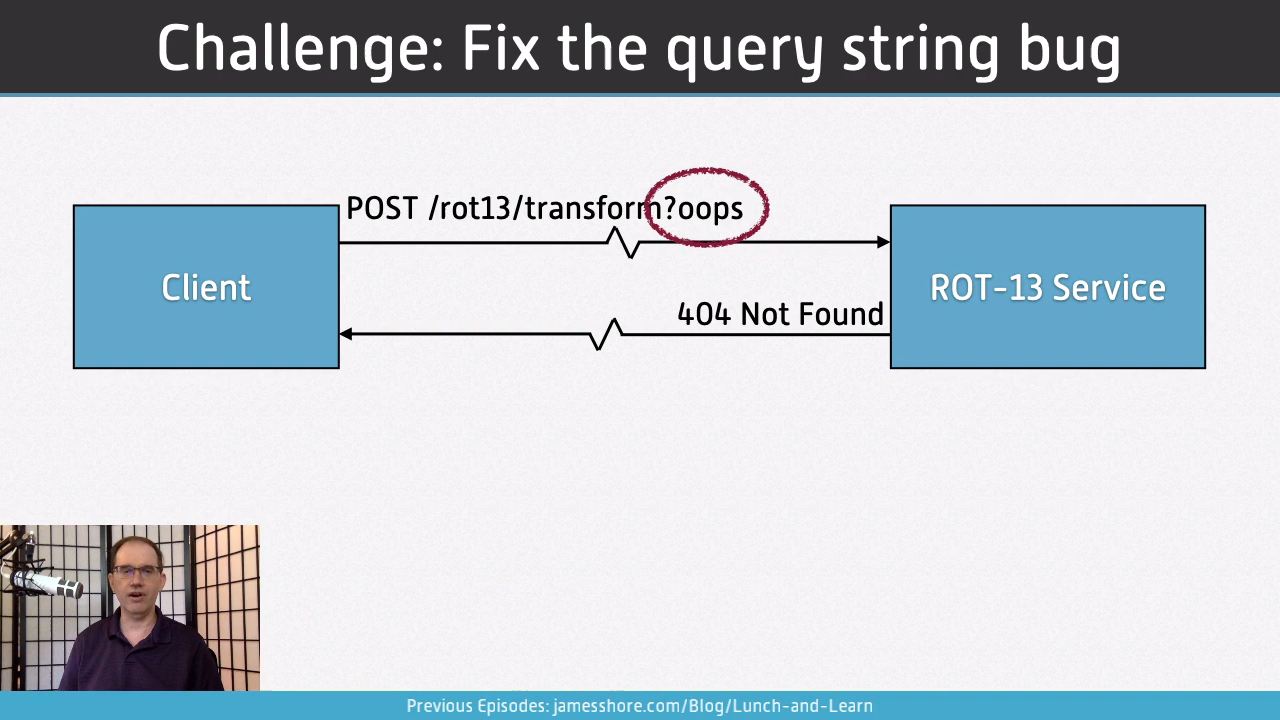 Challenge: Fix the query string bug
POST /rot13/transform?oops
Client
ROT-13 Service
404 Not Found
Previous Episodes: jamesshore.com/Blog/Lunch-and-Learn